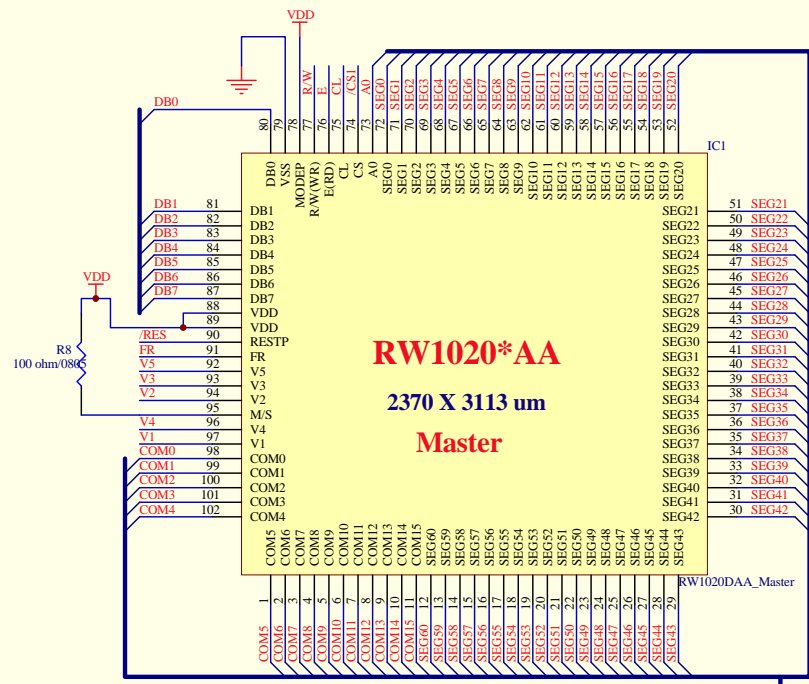 VDD
R/W E CL /CS1 A0 SEG0 SEG1 SEG2 SEG3 SEG4 SEG5 SEG6 SEG7 SEG8 SEG9 SEG10 SEG11 SEG12 SEG13 SEG14 SEG15 SEG16 SEG17 SEG18 SEG19 SEG20
DB0
80 79 78 77 76 75 74 73 72 71 70 69 68 67 66 65 64 63 62 61 60 59 58 57 56 55 54 53 52
IC1
DB0 VSS MODEP R/W(WR) E(RD) CL CS A0 SEG0 SEG1 SEG2 SEG3 SEG4 SEG5 SEG6 SEG7 SEG8 SEG9 SEG10 SEG11 SEG12 SEG13 SEG14 SEG15 SEG16 SEG17 SEG18 SEG19 SEG20
DB1 81 DB1 SEG21 51 SEG21
DB2 82 DB2 SEG22 50 SEG22
DB3 83 DB3 SEG23 49 SEG23
DB4 84 DB4 SEG24 48 SEG24
DB5 85 DB5 SEG25 47 SEG25
DB6 86 DB6 SEG26 46 SEG26
DB7 87 DB7 SEG27 45 SEG27
VDD
88 VDD SEG28 44 SEG28
89 VDD SEG29 43 SEG29
/RES 90 RESTP SEG30 42 SEG30
FR 91 FR SEG31 41 SEG31
V5 92 V5 SEG32 40 SEG32
V3 93 V3 SEG33 39 SEG33
V2 94 V2 SEG34 38 SEG34
95 M/S SEG35 37 SEG35
V4 96 V4 SEG36 36 SEG36
V1 97 V1 SEG37 35 SEG37
COM0 98 COM0 SEG38 34 SEG38
COM1 99 COM1 SEG39 33 SEG39
COM2 100 COM2 SEG40 32 SEG40
COM3 101 COM3 SEG41 31 SEG41
COM4 102 COM4 SEG42 30 SEG42
R8
100 ohm/0805
RW1020*AA
2370 X 3113 um
Master
COM5 COM6 COM7 COM8 COM9 COM10 COM11 COM12 COM13 COM14 COM15 SEG60 SEG59 SEG58 SEG57 SEG56 SEG55 SEG54 SEG53 SEG52 SEG51 SEG50 SEG49 SEG48 SEG47 SEG46 SEG45 SEG44 SEG43
RW1020DAA_Master
1 2 3 4 5 6 7 8 9 10 11 12 13 14 15 16 17 18 19 20 21 22 23 24 25 26 27 28 29
COM5 COM6 COM7 COM8 COM9 COM10 COM11 COM12 COM13 COM14 COM15 SEG60 SEG59 SEG58 SEG57 SEG56 SEG55 SEG54 SEG53 SEG52 SEG51 SEG50 SEG49 SEG48 SEG47 SEG46 SEG45 SEG44 SEG43